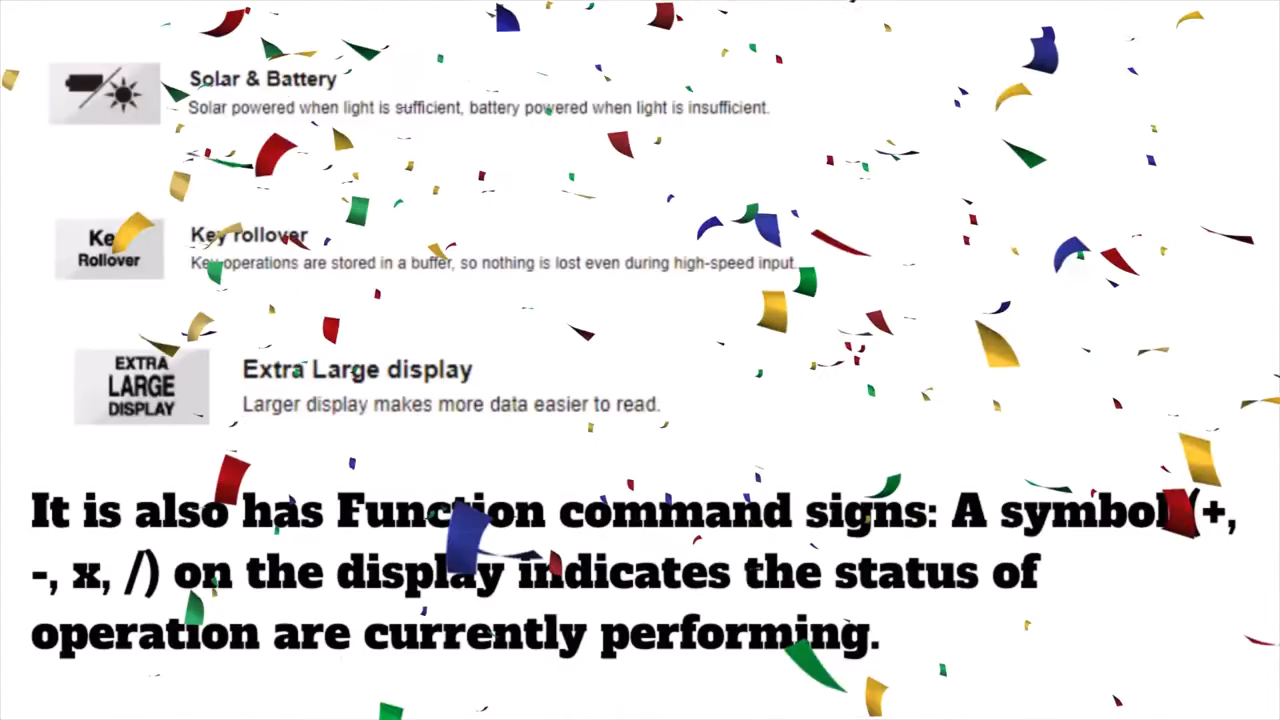 Solar & Battery
Solar powered when light is sufficient, battery powered when light is insufficient.
Key
Rollover
Key rollover
Key operations are stored in a buffer, so nothing is lost even during high-speed input.
EXTRA
LARGE
DISPLAY
Extra Large display
Larger display makes more data easier to read.
It is also has Function command signs: A symbol (+,
-, x, /) on the display indicates the status of
operation are currently performing.